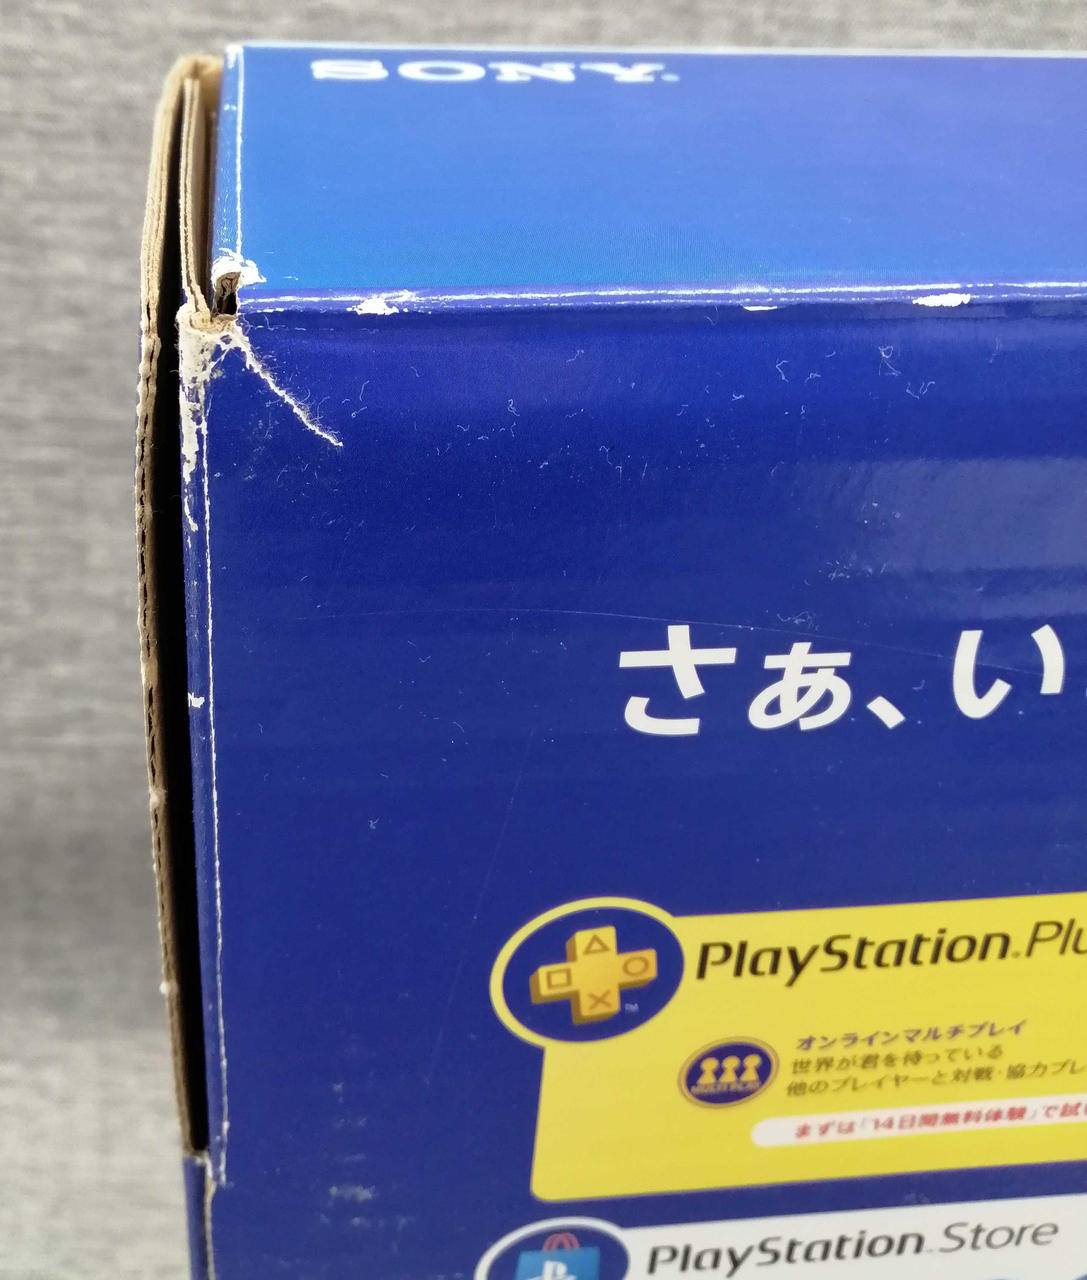 SONY
さあ、い
PlayStation.Plu
TM
オンラインマルチプレイ
世界が君を待っている
他のプレイヤーと対戦・協力プレ
まずは「14日間無料体験」で試
PlayStation.Store